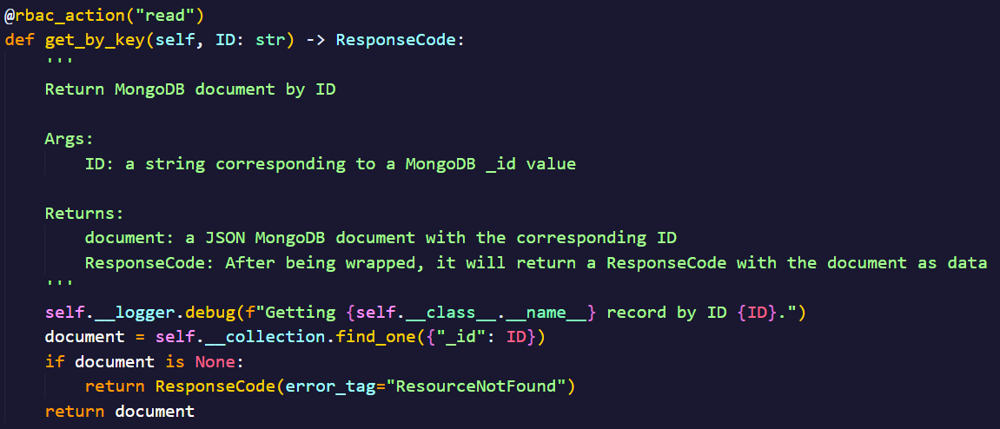 @rbac_action("read")
def get_by_key(self, ID: str) -> ResponseCode:
    '''
    Return MongoDB document by ID

    Args:
        ID: a string corresponding to a MongoDB _id value

    Returns:
        document: a JSON MongoDB document with the corresponding ID
        ResponseCode: After being wrapped, it will return a ResponseCode with the document as data
    '''
    self.__logger.debug(f"Getting {self.__class__.__name__} record by ID {ID}.")
    document = self.__collection.find_one({"_id": ID})
    if document is None:
        return ResponseCode(error_tag="ResourceNotFound")
    return document